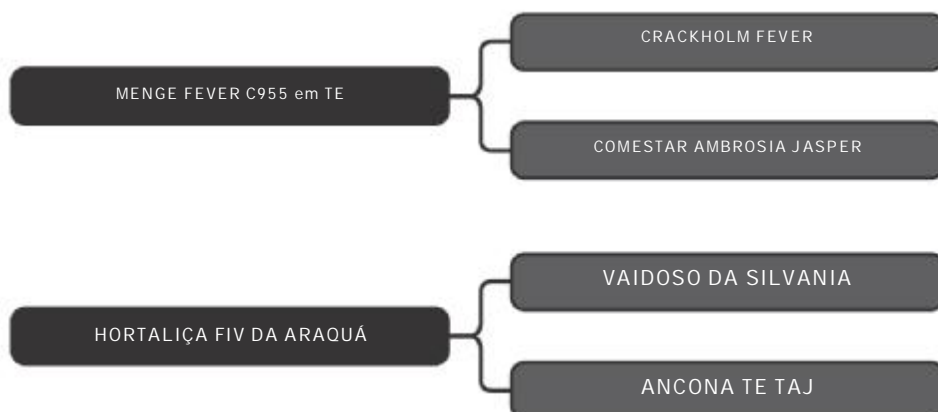 CRACKHOLM FEVER
MENGE FEVER C955 em TE
COMESTAR AMBROSIA JASPER
VAIDOSO DA SILVANIA
HORTALIÇA FIV DA ARAQUÁ
ANCONA TE TAJ